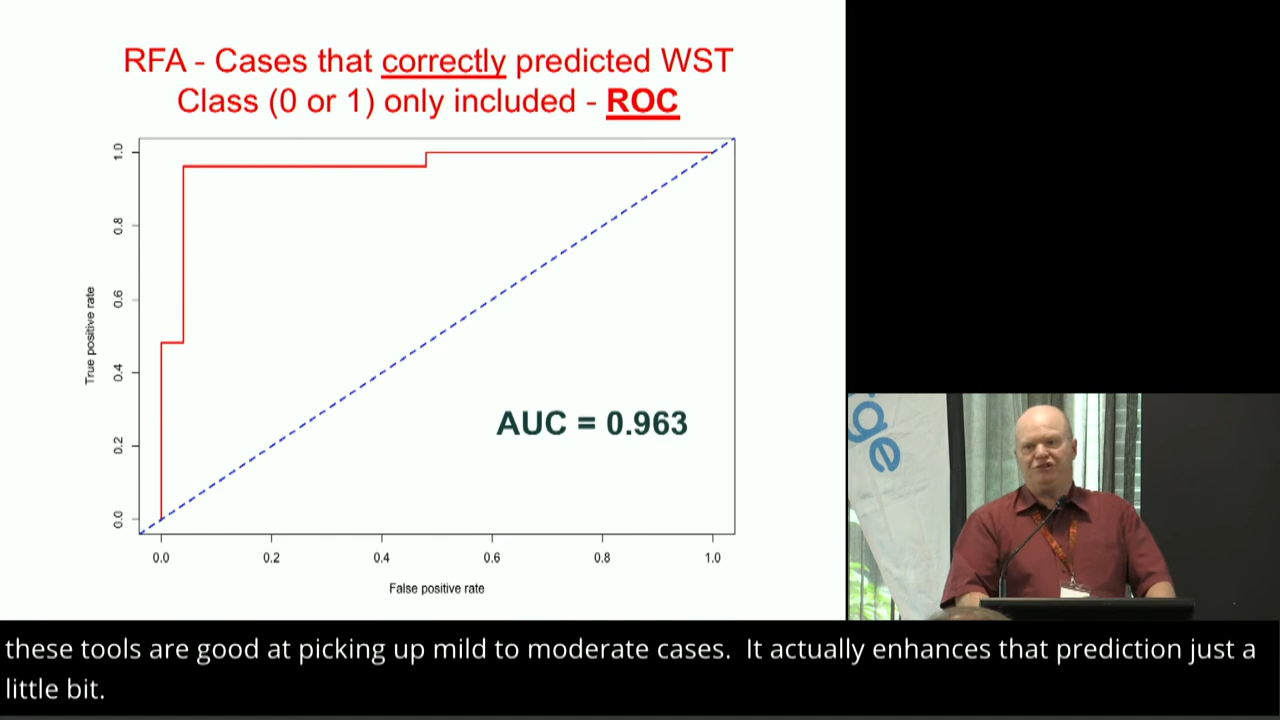 RFA - Cases that correctly predicted WST
Class (0 or 1) only included - ROC
1.0
0.8
0.6
0.4
0.2
0.0
True positive rate
AUC = 0.963
0.0 0.2 0.4 0.6 0.8 1.0
False positive rate
ge
these tools are good at picking up mild to moderate cases. It actually enhances that prediction just a
little bit.